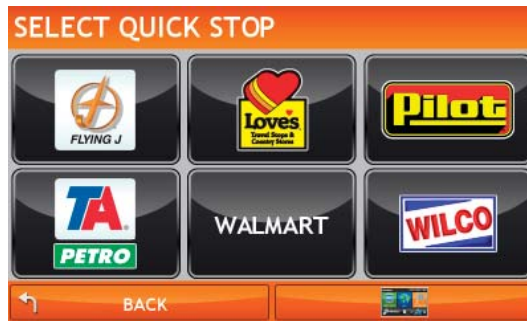 SELECT QUICK STOP
FLYING J
Loves
Travel Stops &
Country Stores
Pilot
TA
PETRO
WALMART
WILCO
BACK